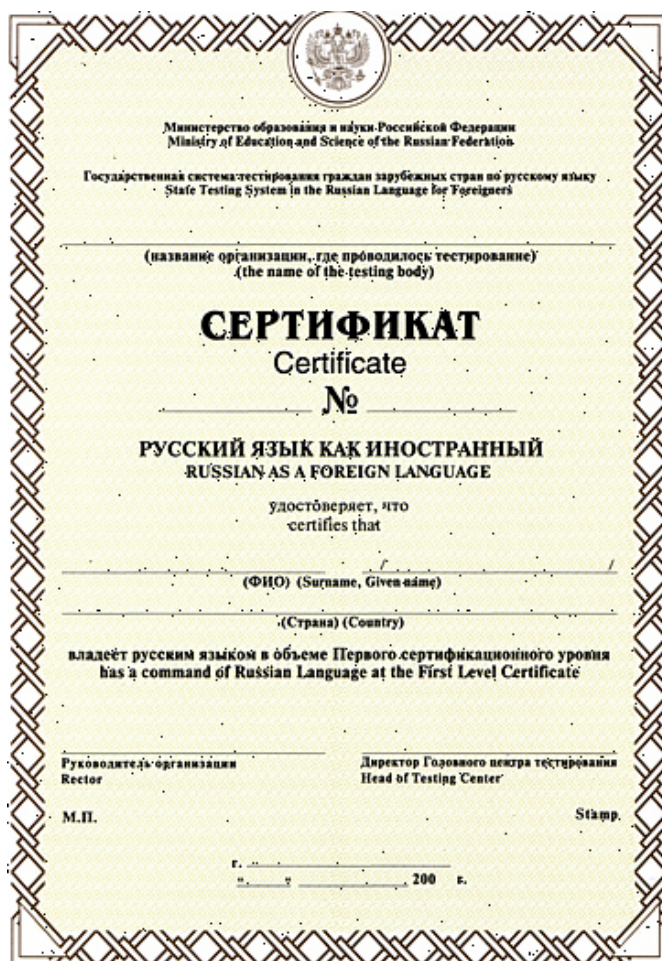 Министерство образования и науки Российской Федерации
Ministry of Education and Science of the Russian Federation
Государственная система тестирования граждан зарубежных стран по русскому языку
State Testing System in the Russian Language for Foreigners
(название организации, где проводилось тестирование)
(the name of the testing body)
СЕРТИФИКАТ
Certificate
№
РУССКИЙ ЯЗЫК КАК ИНОСТРАННЫЙ
RUSSIAN AS A FOREIGN LANGUAGE
удостоверяет, что
certifies that
/ /
(ФИО) (Surname, Given name)
(Страна) (Country)
владеет русским языком в объеме Первого сертификационного уровня
has a command of Russian Language at the First Level Certificate
Руководитель организации Директор Головного центра тестирования
Rector Head of Testing Center
М.П. Stamp
г.
" " 200 г.